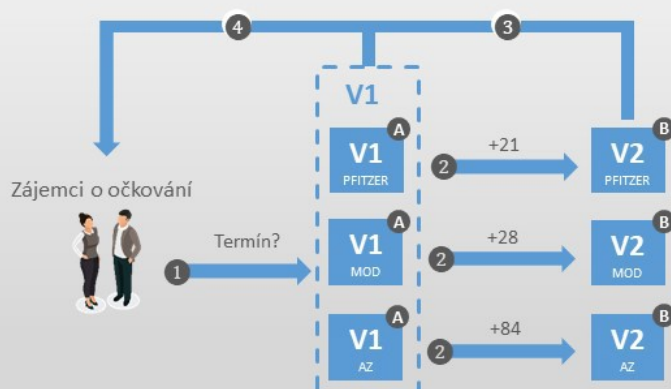 4
3
V1
A
V1
PFITZER
2
+21
B
V2
PFITZER
Zájemci o očkování
1
Termín?
A
V1
MOD
2
+28
B
V2
MOD
A
V1
AZ
2
+84
B
V2
AZ